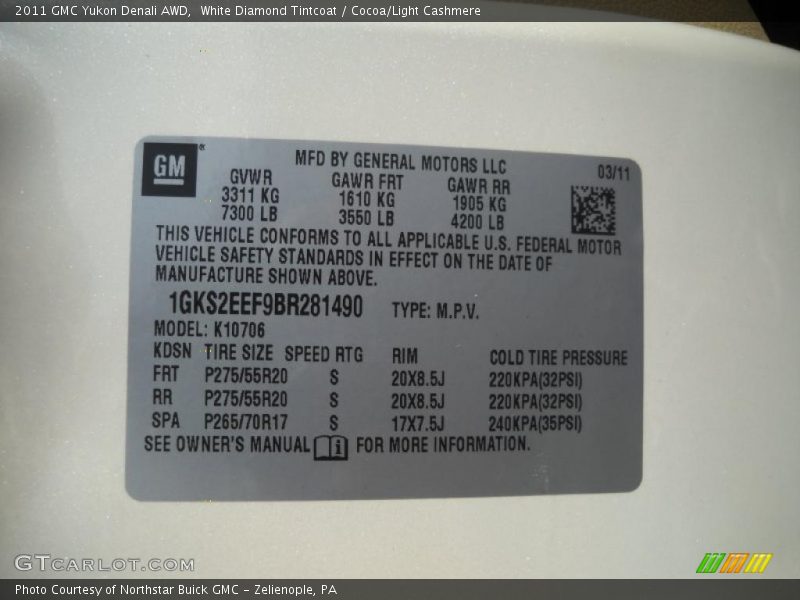 2011 GMC Yukon Denali AWD, White Diamond Tintcoat / Cocoa/Light Cashmere
GM®
MFD BY GENERAL MOTORS LLC 03/11
GVWR GAWR FRT GAWR RR
3311 KG 1610 KG 1905 KG
7300 LB 3550 LB 4200 LB
THIS VEHICLE CONFORMS TO ALL APPLICABLE U.S. FEDERAL MOTOR
VEHICLE SAFETY STANDARDS IN EFFECT ON THE DATE OF
MANUFACTURE SHOWN ABOVE.
1GKS2EEF9BR281490 TYPE: M.P.V.
MODEL: K10706
KDSN TIRE SIZE SPEED RTG RIM COLD TIRE PRESSURE
FRT P275/55R20 S 20X8.5J 220KPA(32PSI)
RR P275/55R20 S 20X8.5J 220KPA(32PSI)
SPA P265/70R17 S 17X7.5J 240KPA(35PSI)
SEE OWNER'S MANUAL i FOR MORE INFORMATION.
GTCARLOT.COM
Photo Courtesy of Northstar Buick GMC - Zelienople, PA